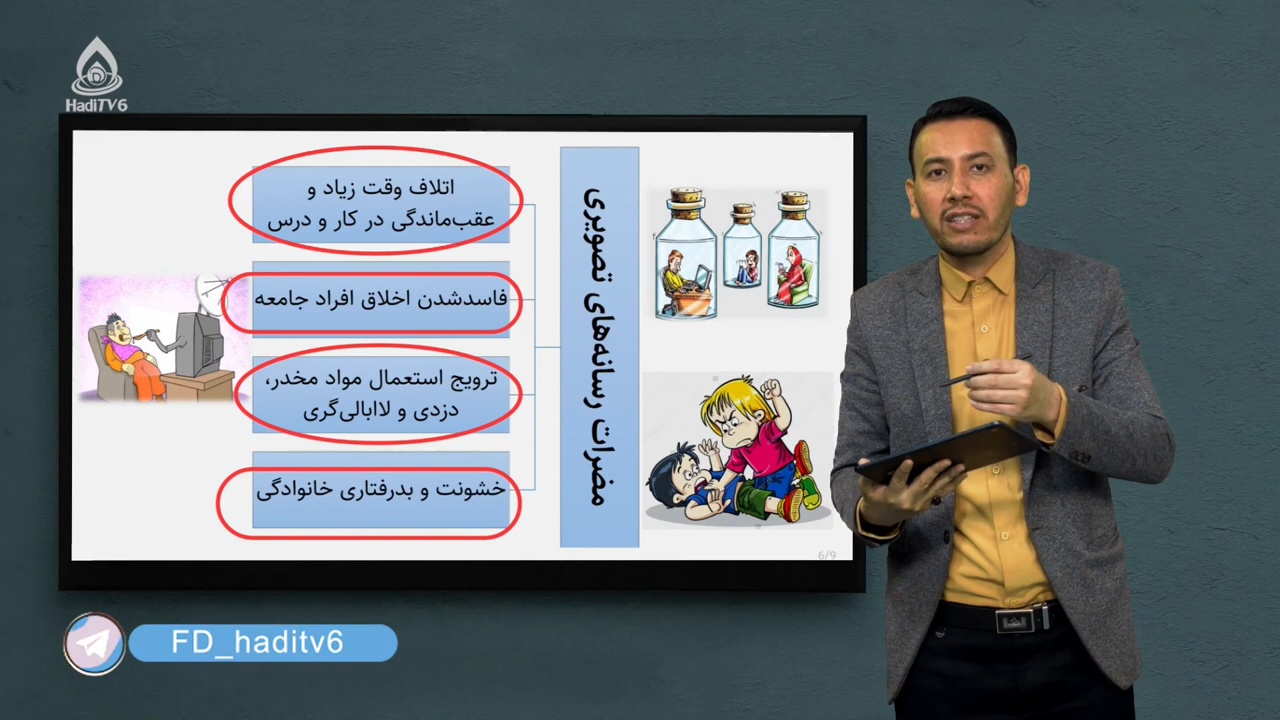 HadiTV6
مضرات رسانه‌های تصویری
اتلاف وقت زیاد و
عقب‌ماندگی در کار و درس
فاسدشدن اخلاق افراد جامعه
ترویج استعمال مواد مخدر،
دزدی و لاابالی‌گری
خشونت و بدرفتاری خانوادگی
6/9
FD_haditv6